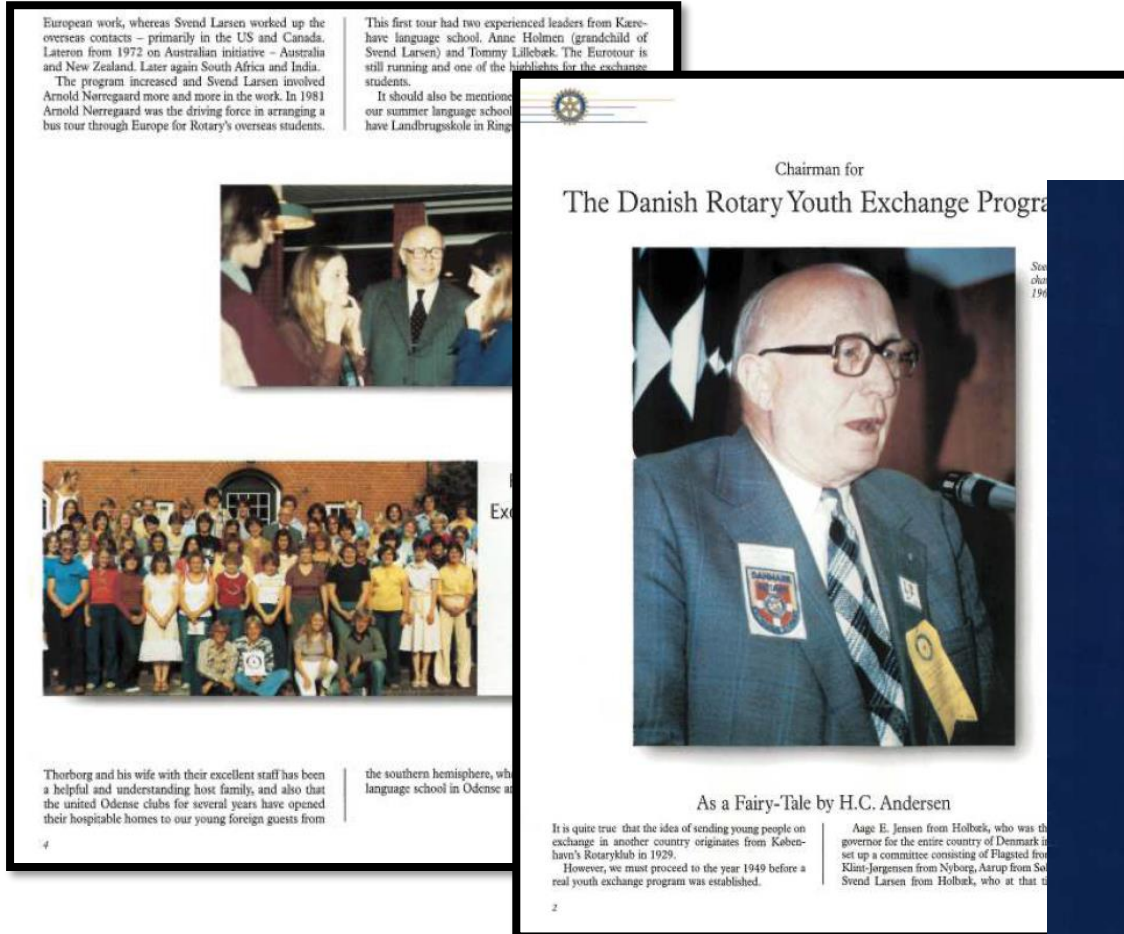 European work, whereas Svend Larsen worked up the
overseas contacts – primarily in the US and Canada.
Lateron from 1972 on Australian initiative – Australia
and New Zealand. Later again South Africa and India.
The program increased and Svend Larsen involved
Arnold Nørregaard more and more in the work. In 1981
Arnold Nørregaard was the driving force in arranging a
bus tour through Europe for Rotary's overseas students.
This first tour had two experienced leaders from Kære-
have language school. Anne Holmen (grandchild of
Svend Larsen) and Tommy Lillebæk. The Eurotour is
still running and one of the highlights for the exchange
students.
It should also be mentione
our summer language school
have Landbrugsskole in Ring
Exc
Thorborg and his wife with their excellent staff has been
a helpful and understanding host family, and also that
the united Odense clubs for several years have opened
their hospitable homes to our young foreign guests from
the southern hemisphere, wh
language school in Odense
4
Chairman for
The Danish Rotary Youth Exchange Progra
Sve
cha
196
DANMARK
ROTARY
As a Fairy-Tale by H.C. Andersen
It is quite true that the idea of sending young people on
exchange in another country originates from Køben-
havn's Rotaryklub in 1929.
However, we must proceed to the year 1949 before a
real youth exchange program was established.
Aage E. Jensen from Holbæk, who was th
governor for the entire country of Denmark i
set up a committee consisting of Flagsted fro
Klint-Jørgensen from Nyborg, Aarup from Sø
Svend Larsen from Holbæk, who at that ti
2